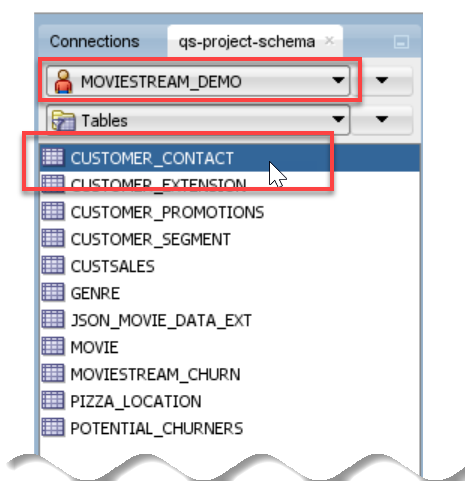 Connections qs-project-schema ×
MOVIESTREAM_DEMO
Tables
CUSTOMER_CONTACT
CUSTOMER_EXTENSION
CUSTOMER_PROMOTIONS
CUSTOMER_SEGMENT
CUSTSALES
GENRE
JSON_MOVIE_DATA_EXT
MOVIE
MOVIESTREAM_CHURN
PIZZA_LOCATION
POTENTIAL_CHURNERS